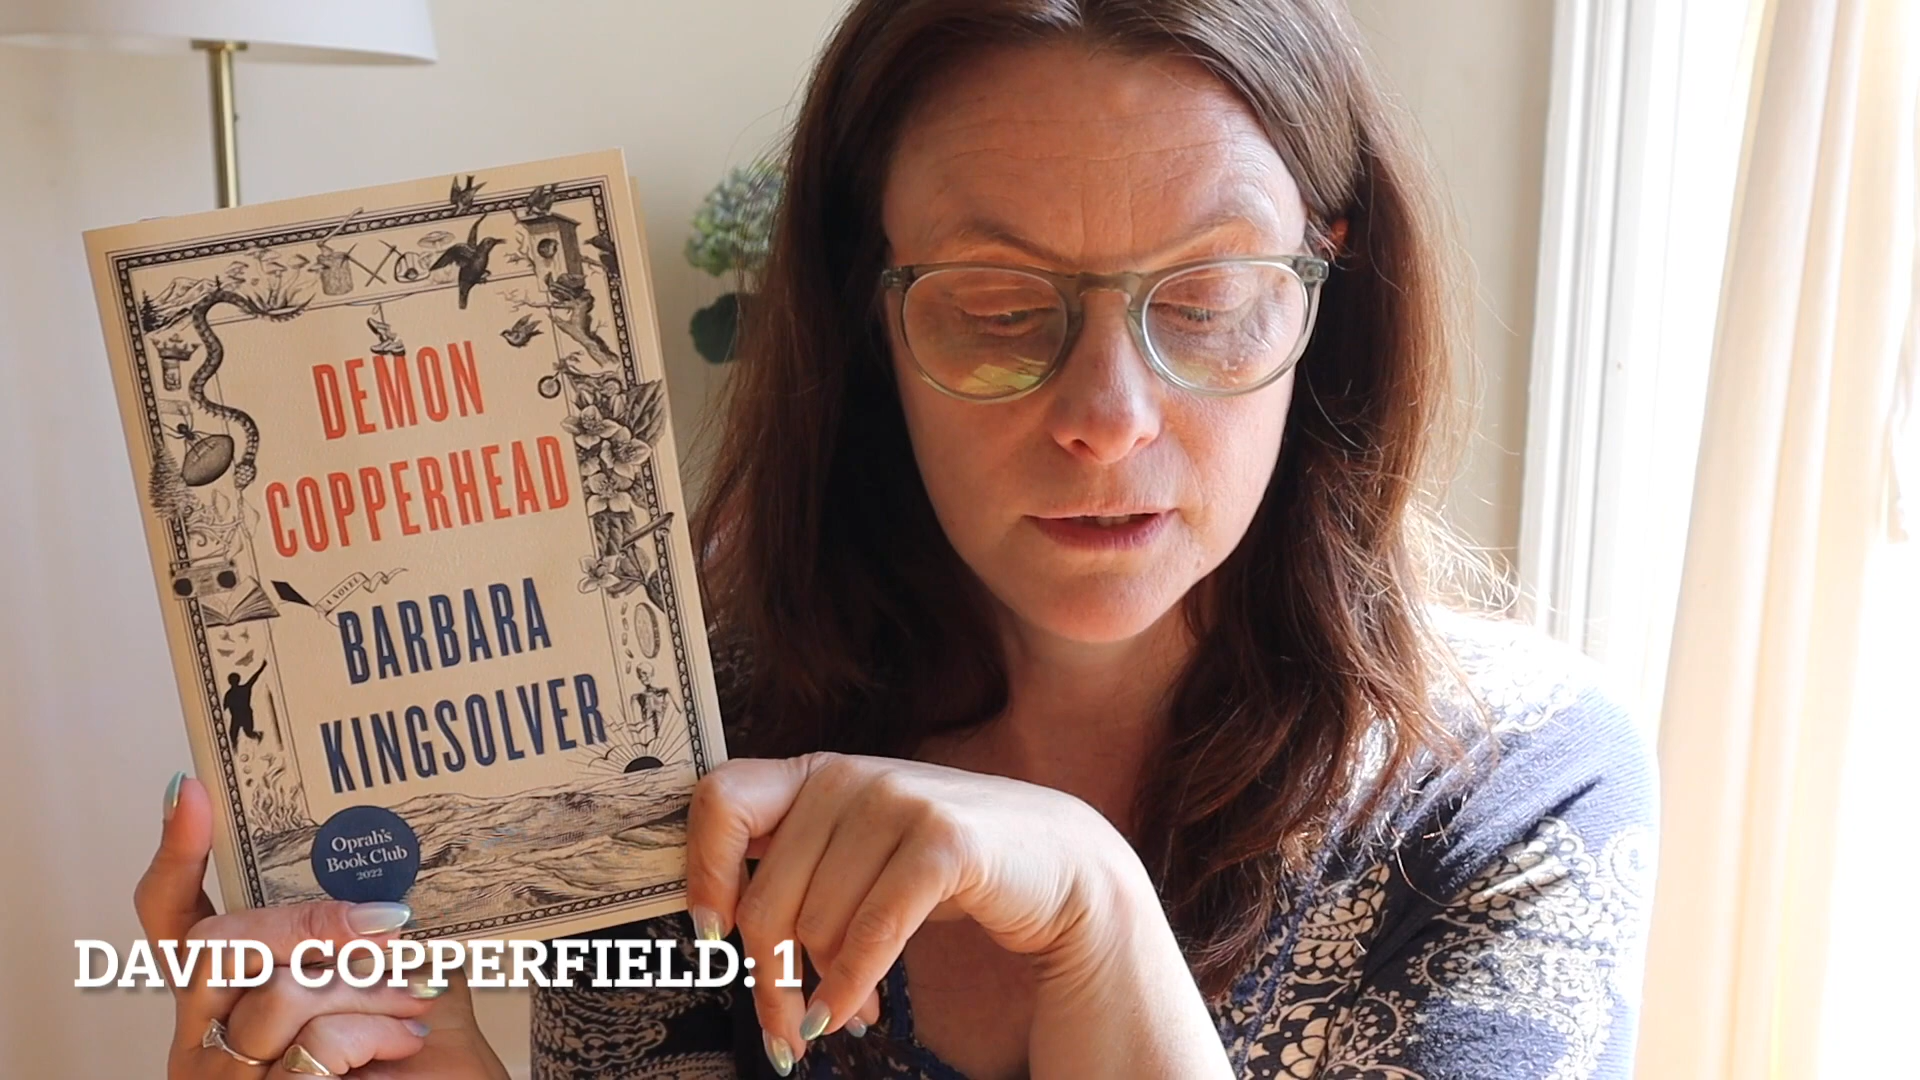 DEMON
COPPERHEAD
A NOVEL
BARBARA
KINGSOLVER
Oprah's
Book Club
2022
DAVID COPPERFIELD: 1